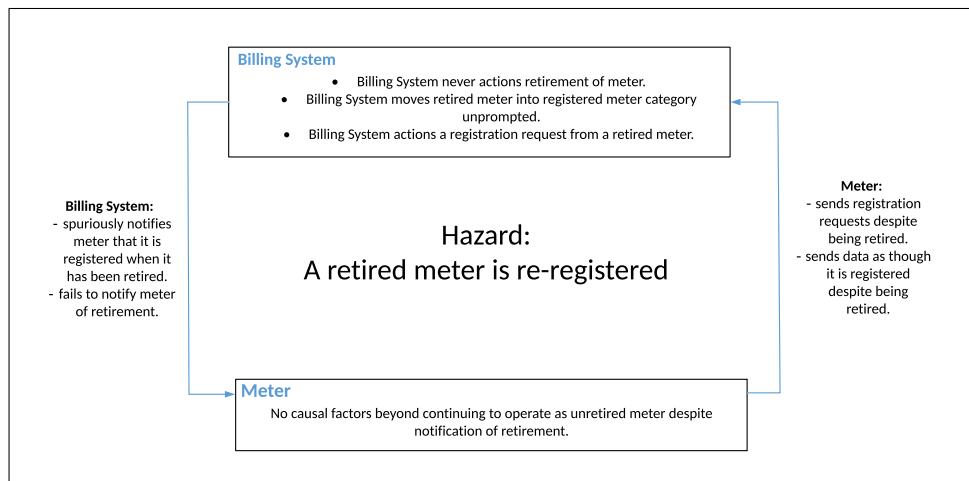 Billing System
• Billing System never actions retirement of meter.
• Billing System moves retired meter into registered meter category
unprompted.
• Billing System actions a registration request from a retired meter.
Billing System:
- spuriously notifies
meter that it is
registered when it
has been retired.
- fails to notify meter
of retirement.
Hazard:
A retired meter is re-registered
Meter:
- sends registration
requests despite
being retired.
- sends data as though
it is registered
despite being
retired.
Meter
No causal factors beyond continuing to operate as unretired meter despite
notification of retirement.